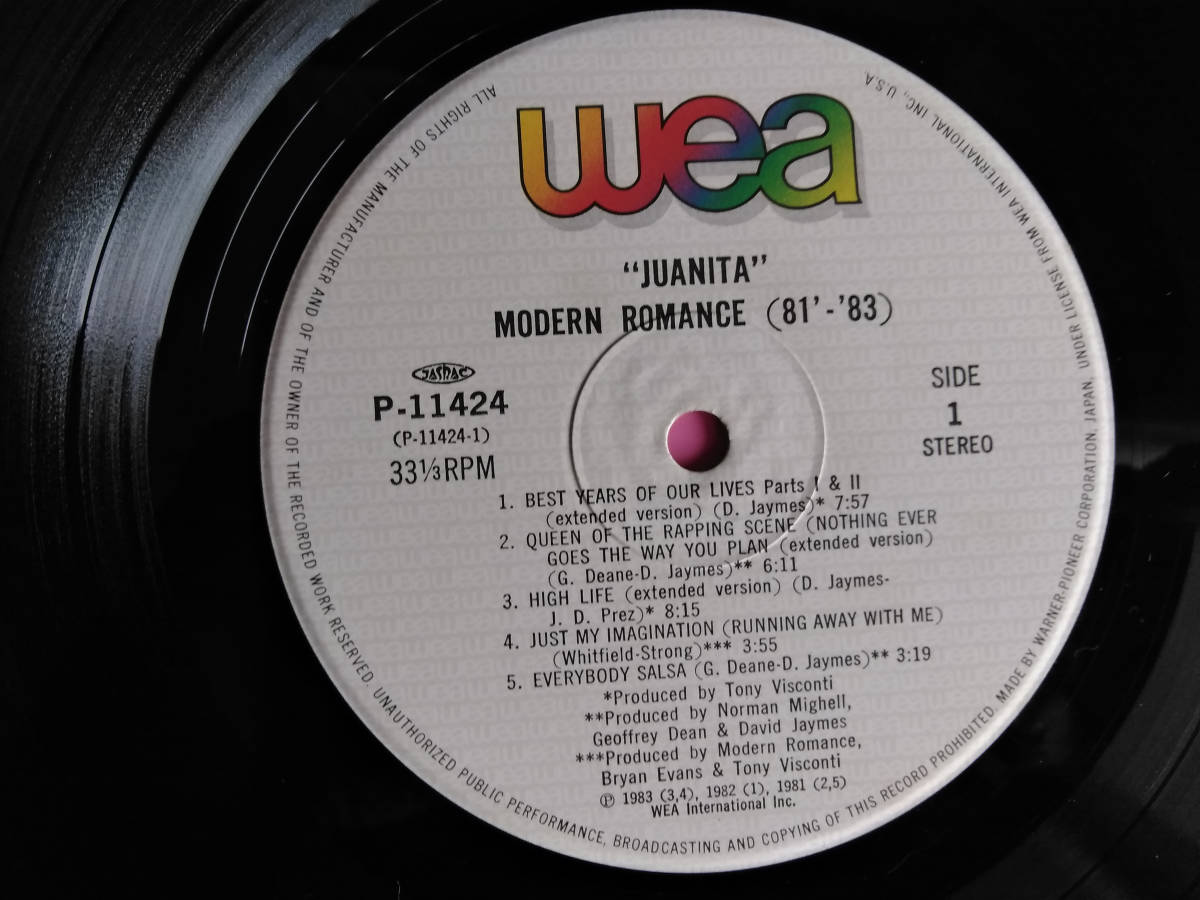 wea
"JUANITA"
MODERN ROMANCE (81'-'83)
JASRAC
P-11424
(P-11424-1)
33⅓RPM
SIDE
1
STEREO
1. BEST YEARS OF OUR LIVES Parts I & II
(extended version) (D. Jaymes)* 7:57
2. QUEEN OF THE RAPPING SCENE (NOTHING EVER
GOES THE WAY YOU PLAN (extended version)
(G. Deane-D. Jaymes)** 6:11
3. HIGH LIFE (extended version) (D. Jaymes-
J. D. Prez)* 8:15
4. JUST MY IMAGINATION (RUNNING AWAY WITH ME)
(Whitfield-Strong)*** 3:55
5. EVERYBODY SALSA (G. Deane-D. Jaymes)** 3:19
*Produced by Tony Visconti
**Produced by Norman Mighell,
Geoffrey Dean & David Jaymes
***Produced by Modern Romance,
Bryan Evans & Tony Visconti
Ⓟ 1983 (3,4), 1982 (1), 1981 (2,5)
WEA International Inc.
ALL RIGHTS OF THE MANUFACTURER AND OF THE OWNER OF THE RECORDED WORK RESERVED. UNAUTHORIZED PUBLIC PERFORMANCE, BROADCASTING AND COPYING OF THIS RECORD PROHIBITED. MADE BY WARNER-PIONEER CORPORATION, JAPAN, UNDER LICENSE FROM WEA INTERNATIONAL INC., U.S.A